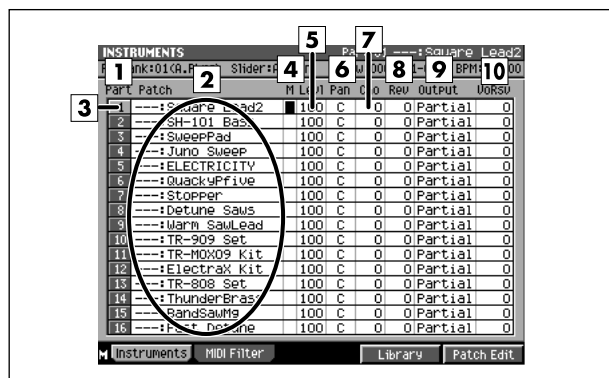 INSTRUMENTS Square Lead2
5 7
1 2 4 6 8 9 10
ank:01(A. Slider: BPM:
Part Patch M Levl Pan Cho Rev Output VoRsv
3
1 ---:Square Lead2 100 C 0 0 Partial 0
2 ---:SH-101 Bass 100 C 0 0 Partial 0
3 ---:SweepPad 100 C 0 0 Partial 0
4 ---:Juno Sweep 100 C 0 0 Partial 0
5 ---:ELECTRICITY 100 C 0 0 Partial 0
6 ---:QuackyPfive 100 C 0 0 Partial 0
7 ---:Stopper 100 C 0 0 Partial 0
8 ---:Detune Saws 100 C 0 0 Partial 0
9 ---:Warm SawLead 100 C 0 0 Partial 0
10 ---:TR-909 Set 100 C 0 0 Partial 0
11 ---:TR-MOX09 Kit 100 C 0 0 Partial 0
12 ---:ElectraX Kit 100 C 0 0 Partial 0
13 ---:TR-808 Set 100 C 0 0 Partial 0
14 ---:ThunderBrass 100 C 0 0 Partial 0
15 ---:BandSawMg 100 C 0 0 Partial 0
16 ---:Fast Detune 100 C 0 0 Partial 0
M Instruments MIDI Filter Library Patch Edit